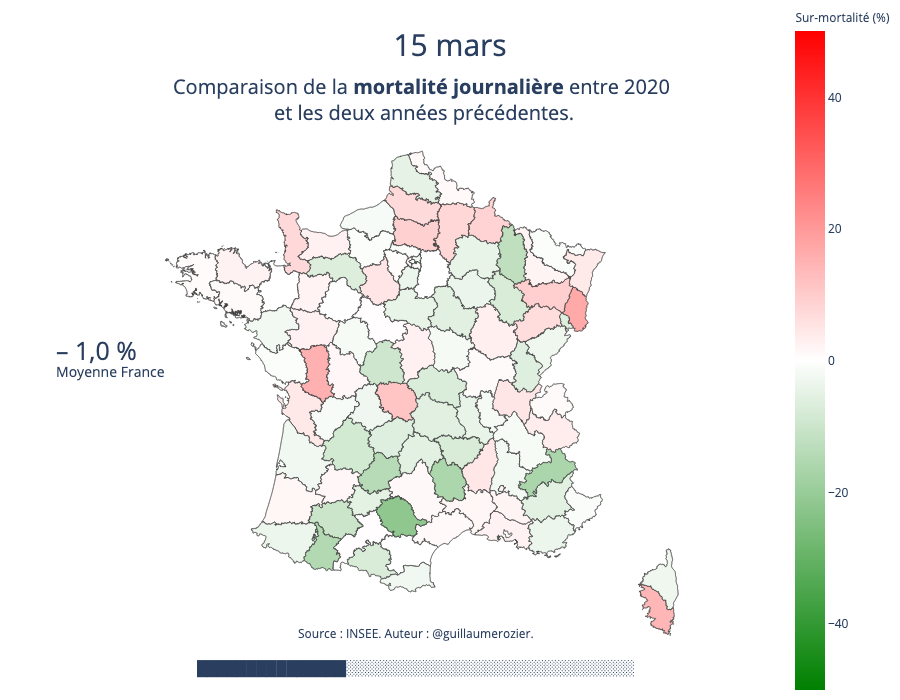 Sur-mortalité (%)
15 mars
Comparaison de la mortalité journalière entre 2020
et les deux années précédentes.
40
20
0
−20
−40
– 1,0 %
Moyenne France
Source : INSEE. Auteur : @guillaumerozier.